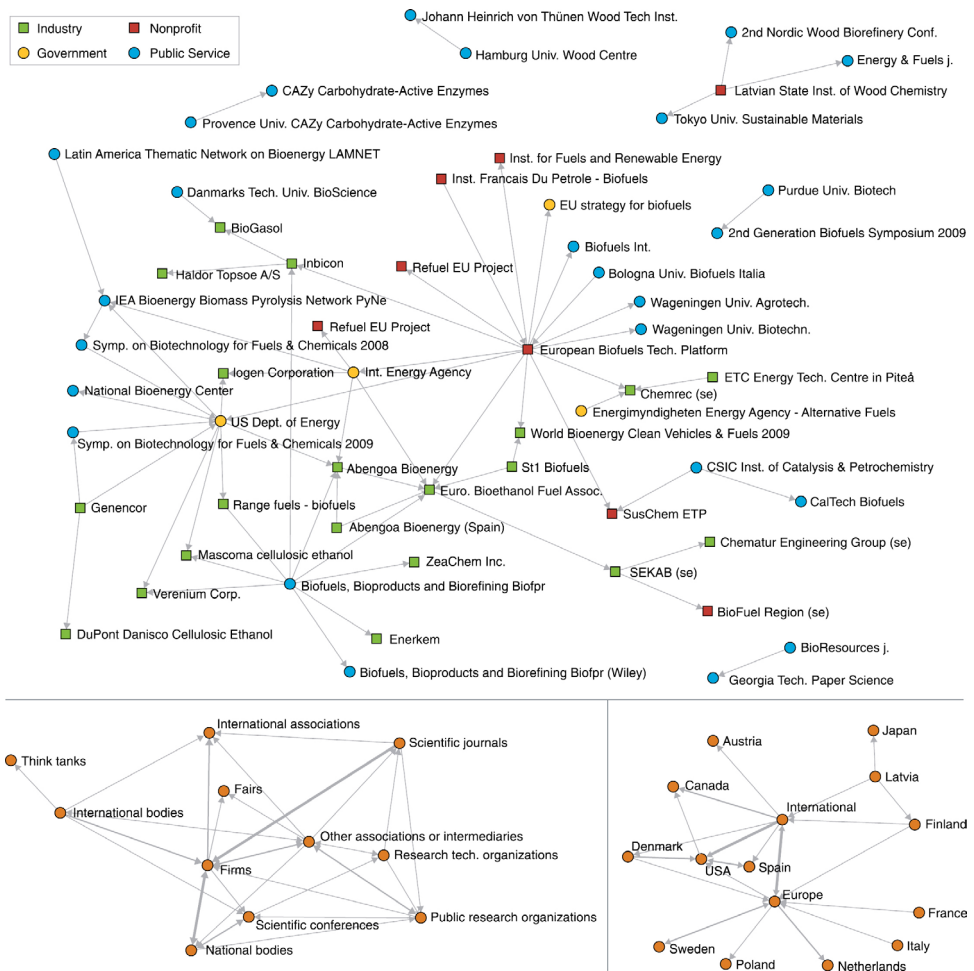 Industry
Nonprofit
Government
Public Service
Johann Heinrich von Thünen Wood Tech Inst.
Hamburg Univ. Wood Centre
2nd Nordic Wood Biorefinery Conf.
Energy & Fuels j.
Latvian State Inst. of Wood Chemistry
Tokyo Univ. Sustainable Materials
CAZy Carbohydrate-Active Enzymes
Provence Univ. CAZy Carbohydrate-Active Enzymes
Latin America Thematic Network on Bioenergy LAMNET
Inst. for Fuels and Renewable Energy
Inst. Francais Du Petrole - Biofuels
Danmarks Tech. Univ. BioScience
EU strategy for biofuels
Purdue Univ. Biotech
BioGasol
2nd Generation Biofuels Symposium 2009
Biofuels Int.
Inbicon
Haldor Topsoe A/S
Refuel EU Project
Bologna Univ. Biofuels Italia
IEA Bioenergy Biomass Pyrolysis Network PyNe
Wageningen Univ. Agrotech.
Refuel EU Project
Wageningen Univ. Biotechn.
Symp. on Biotechnology for Fuels & Chemicals 2008
European Biofuels Tech. Platform
Iogen Corporation
Int. Energy Agency
ETC Energy Tech. Centre in Piteå
National Bioenergy Center
Chemrec (se)
Energimyndigheten Energy Agency - Alternative Fuels
US Dept. of Energy
World Bioenergy Clean Vehicles & Fuels 2009
Symp. on Biotechnology for Fuels & Chemicals 2009
Abengoa Bioenergy
St1 Biofuels
CSIC Inst. of Catalysis & Petrochemistry
Euro. Bioethanol Fuel Assoc.
CalTech Biofuels
Genencor
Range fuels - biofuels
SusChem ETP
Abengoa Bioenergy (Spain)
Chematur Engineering Group (se)
Mascoma cellulosic ethanol
ZeaChem Inc.
SEKAB (se)
Biofuels, Bioproducts and Biorefining Biofpr
Verenium Corp.
BioFuel Region (se)
DuPont Danisco Cellulosic Ethanol
Enerkem
BioResources j.
Biofuels, Bioproducts and Biorefining Biofpr (Wiley)
Georgia Tech. Paper Science
International associations
Scientific journals
Think tanks
Fairs
International bodies
Other associations or intermediaries
Research tech. organizations
Firms
Scientific conferences
Public research organizations
National bodies
Japan
Austria
Latvia
Canada
International
Finland
Denmark
USA
Spain
Europe
France
Sweden
Italy
Poland
Netherlands